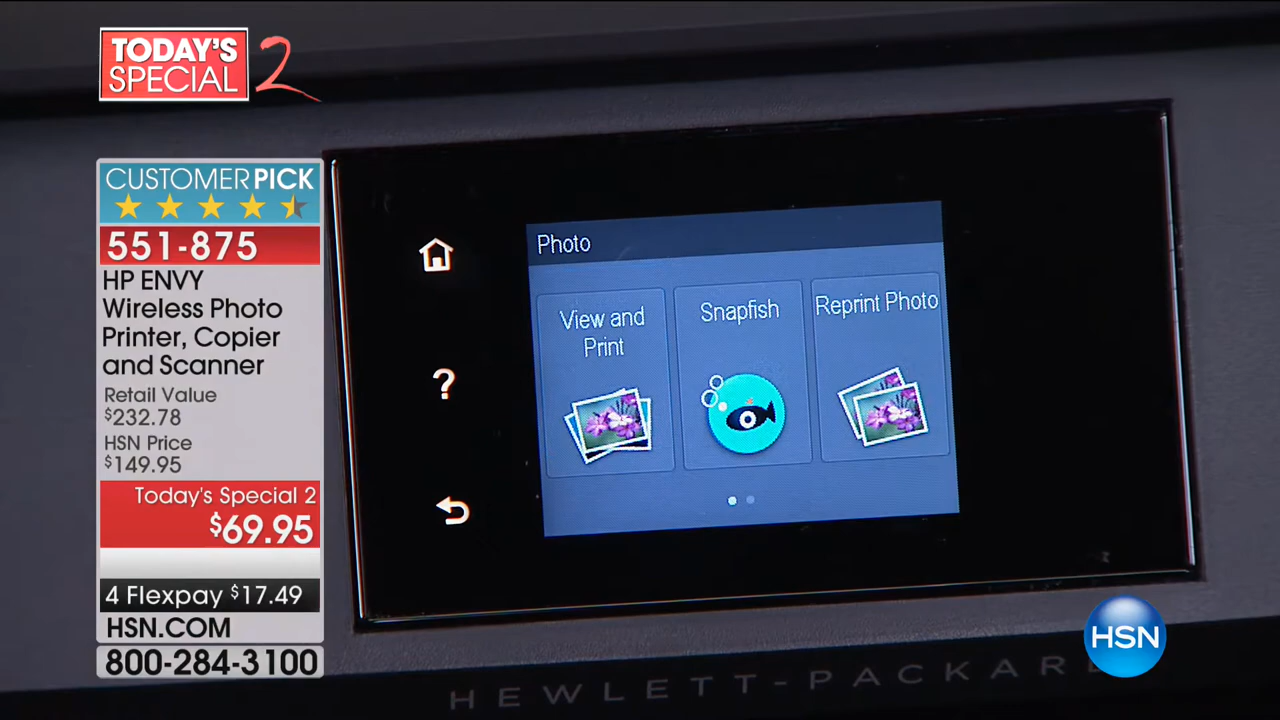 TODAY'S
SPECIAL 2
CUSTOMER PICK
551-875
HP ENVY
Wireless Photo
Printer, Copier
and Scanner
Retail Value
$232.78
HSN Price
$149.95
Today's Special 2
$69.95
4 Flexpay $17.49
HSN.COM
800-284-3100
Photo
View and
Print
Snapfish
Reprint Photo
?
HSN
HEWLETT-PACKAR